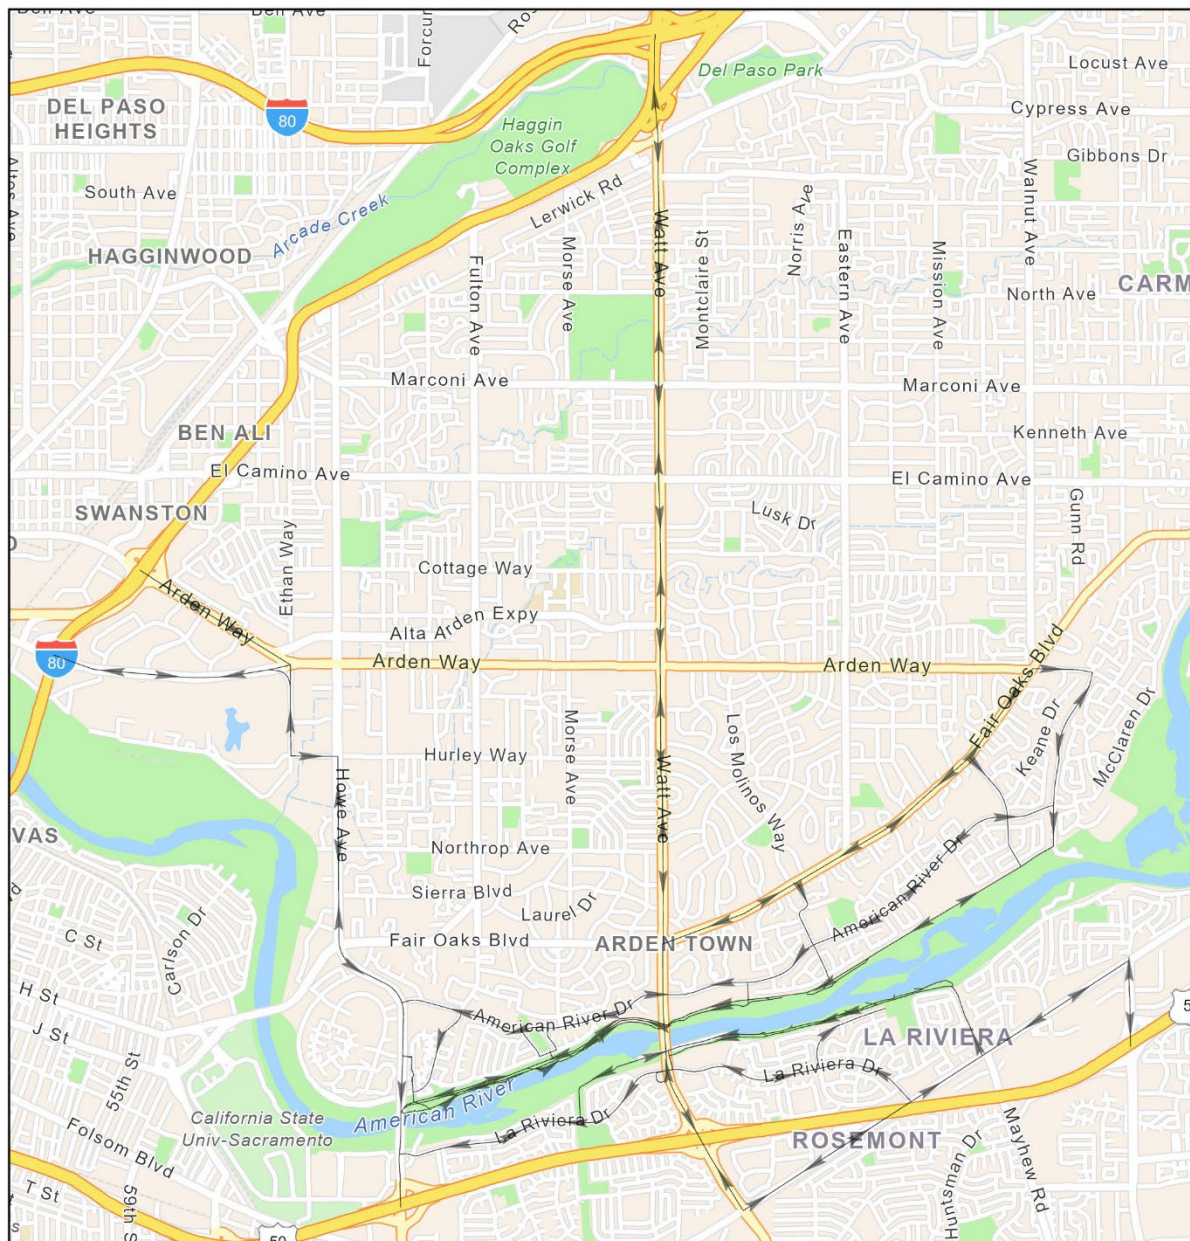 Ben Ave
Locust Ave
Del Paso Park
DEL PASO
HEIGHTS
80
Cypress Ave
Haggin
Oaks Golf
Complex
Gibbons Dr
South Ave
Lerwick Rd
Norris Ave
Walnut Ave
Arcade Creek
Watt Ave
Montclaire St
Eastern Ave
Mission Ave
HAGGINWOOD
Fulton Ave
Morse Ave
CARM
North Ave
Marconi Ave
Marconi Ave
BEN ALI
Kenneth Ave
El Camino Ave
El Camino Ave
SWANSTON
Lusk Dr
Gunn Rd
Ethan Way
Cottage Way
Arden Way
Alta Arden Expy
80
Arden Way
Arden Way
Fair Oaks Blvd
Keane Dr
McClaren Dr
Los Molinos Way
Morse Ave
Hurley Way
Howe Ave
Watt Ave
VAS
Northrop Ave
Sierra Blvd
Laurel Dr
American River Dr
Carlson Dr
C St
Fair Oaks Blvd
ARDEN TOWN
H St
J St
American River Dr
LA RIVIERA
55th St
La Riviera Dr
American River
California State
Univ-Sacramento
La Riviera Dr
ROSEMONT
Folsom Blvd
Huntsman Dr
Mayhew Rd
T St
59th S
50